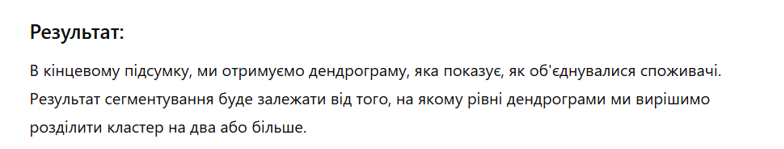 Результат:
В кінцевому підсумку, ми отримуємо дендрограму, яка показує, як об'єднувалися споживачі.
Результат сегментування буде залежати від того, на якому рівні дендрограми ми вирішимо
розділити кластер на два або більше.